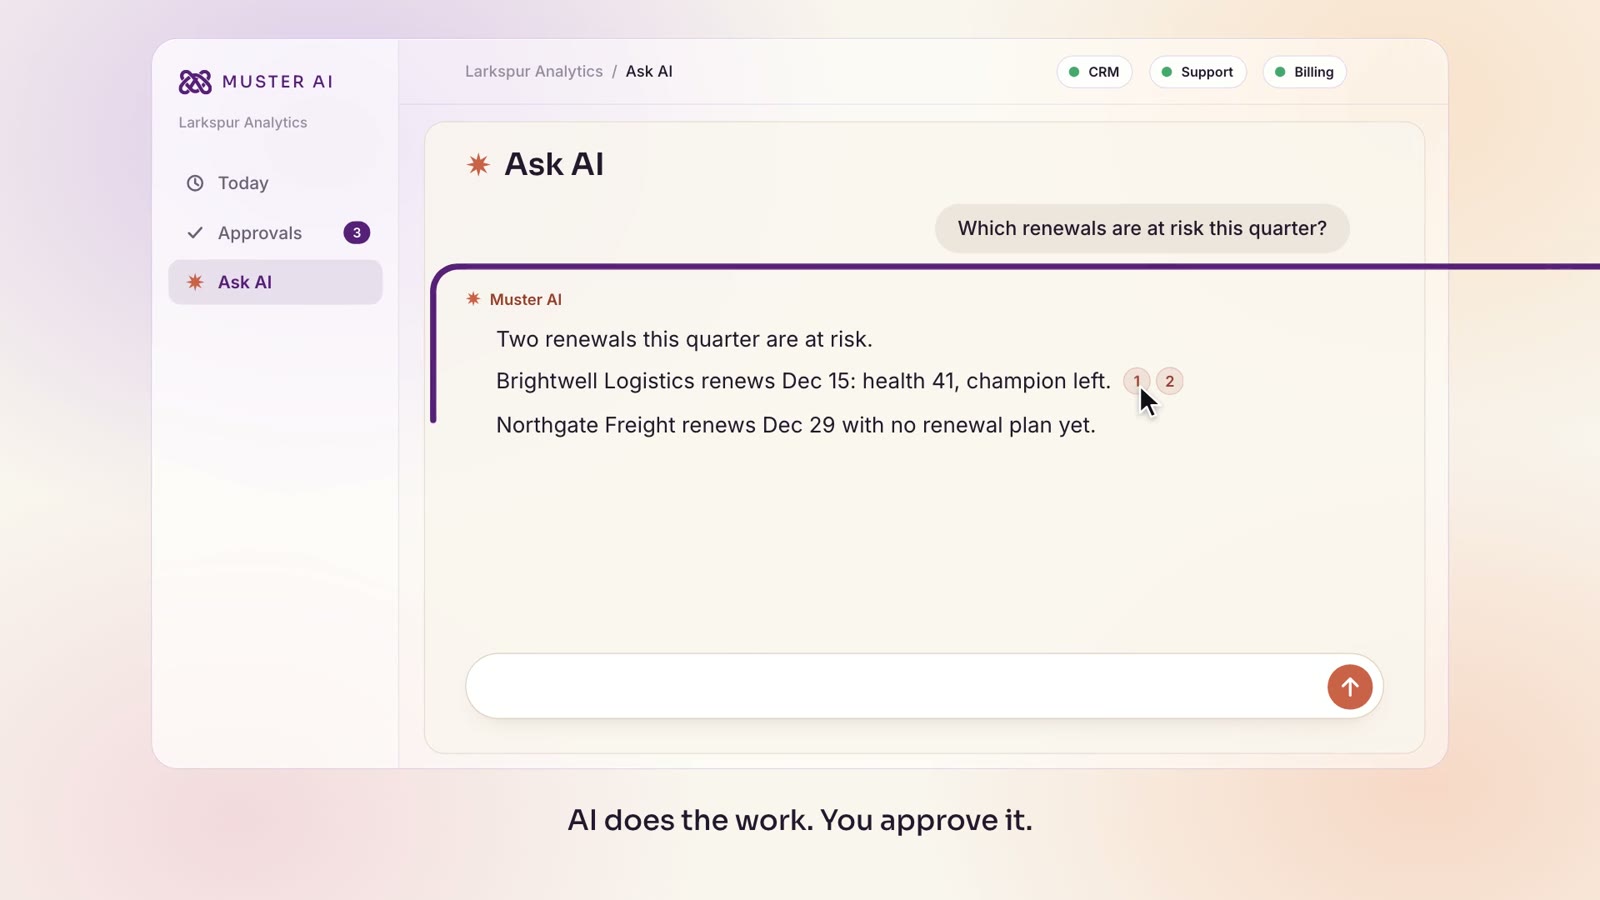 MUSTER AI
Larkspur Analytics
Today
Approvals 3
Ask AI
Larkspur Analytics / Ask AI
CRM
Support
Billing
Ask AI
Which renewals are at risk this quarter?
Muster AI
Two renewals this quarter are at risk.
Brightwell Logistics renews Dec 15: health 41, champion left. 1 2
Northgate Freight renews Dec 29 with no renewal plan yet.
AI does the work. You approve it.